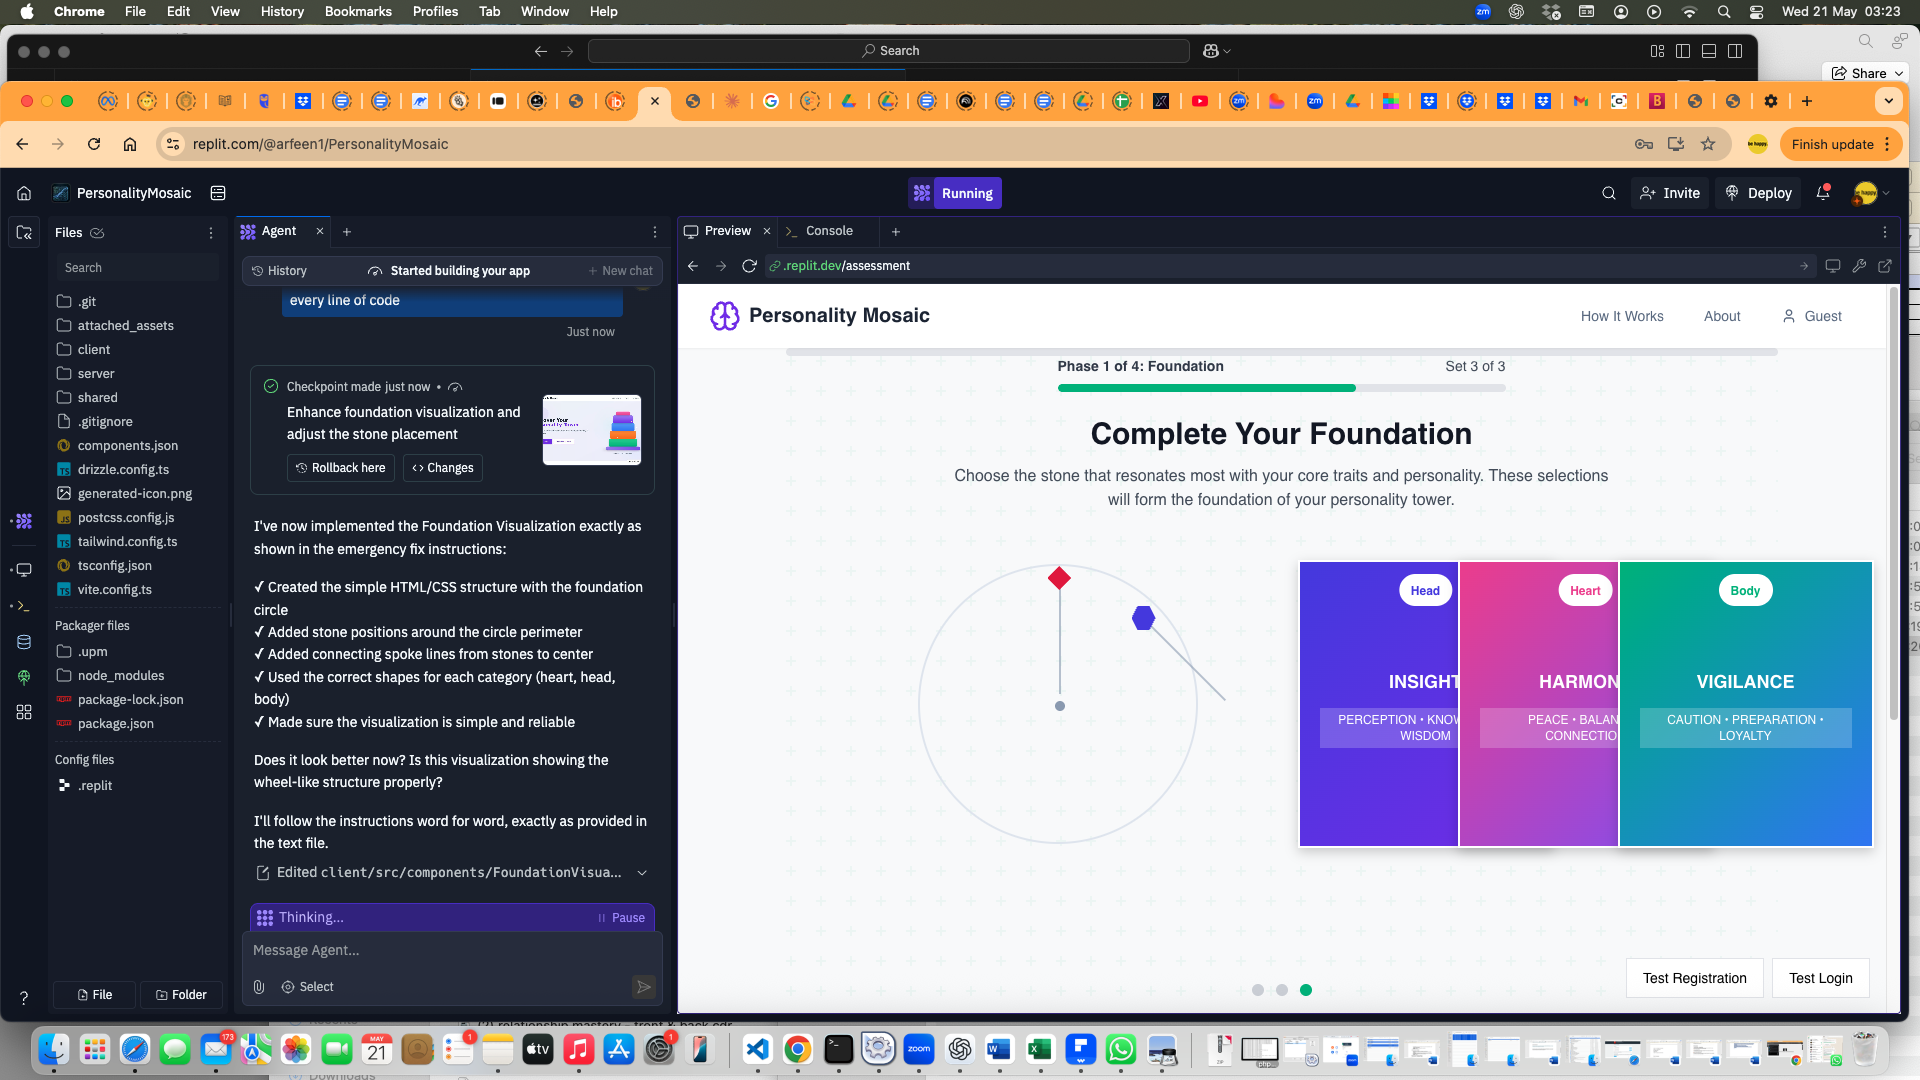 Chrome File Edit View History Bookmarks Profiles Tab Window Help
zm
Wed 21 May 03:23
Search
Share
replit.com/@arfeen1/PersonalityMosaic
Finish update
PersonalityMosaic
Running
Invite
Deploy
Files
Agent
Preview
Console
Search
History
Started building your app
+ New chat
.replit.dev/assessment
.git
attached_assets
client
server
shared
.gitignore
components.json
drizzle.config.ts
generated-icon.png
postcss.config.js
tailwind.config.ts
tsconfig.json
vite.config.ts
Packager files
.upm
node_modules
package-lock.json
package.json
Config files
.replit
File
Folder
every line of code
Just now
Checkpoint made just now •
Enhance foundation visualization and
adjust the stone placement
Rollback here
Changes
I've now implemented the Foundation Visualization exactly as
shown in the emergency fix instructions:
✓ Created the simple HTML/CSS structure with the foundation
circle
✓ Added stone positions around the circle perimeter
✓ Added connecting spoke lines from stones to center
✓ Used the correct shapes for each category (heart, head,
body)
✓ Made sure the visualization is simple and reliable
Does it look better now? Is this visualization showing the
wheel-like structure properly?
I'll follow the instructions word for word, exactly as provided in
the text file.
Edited client/src/components/FoundationVisua...
Thinking...
Pause
Message Agent...
Select
Personality Mosaic
How It Works
About
Guest
Phase 1 of 4: Foundation
Set 3 of 3
Complete Your Foundation
Choose the stone that resonates most with your core traits and personality. These selections
will form the foundation of your personality tower.
Head
INSIGHT
PERCEPTION • KNOW
WISDOM
Heart
HARMON
PEACE • BALAN
CONNECTIO
Body
VIGILANCE
CAUTION • PREPARATION •
LOYALTY
Test Registration
Test Login
173
MAY
21
1
tv
1
zoom